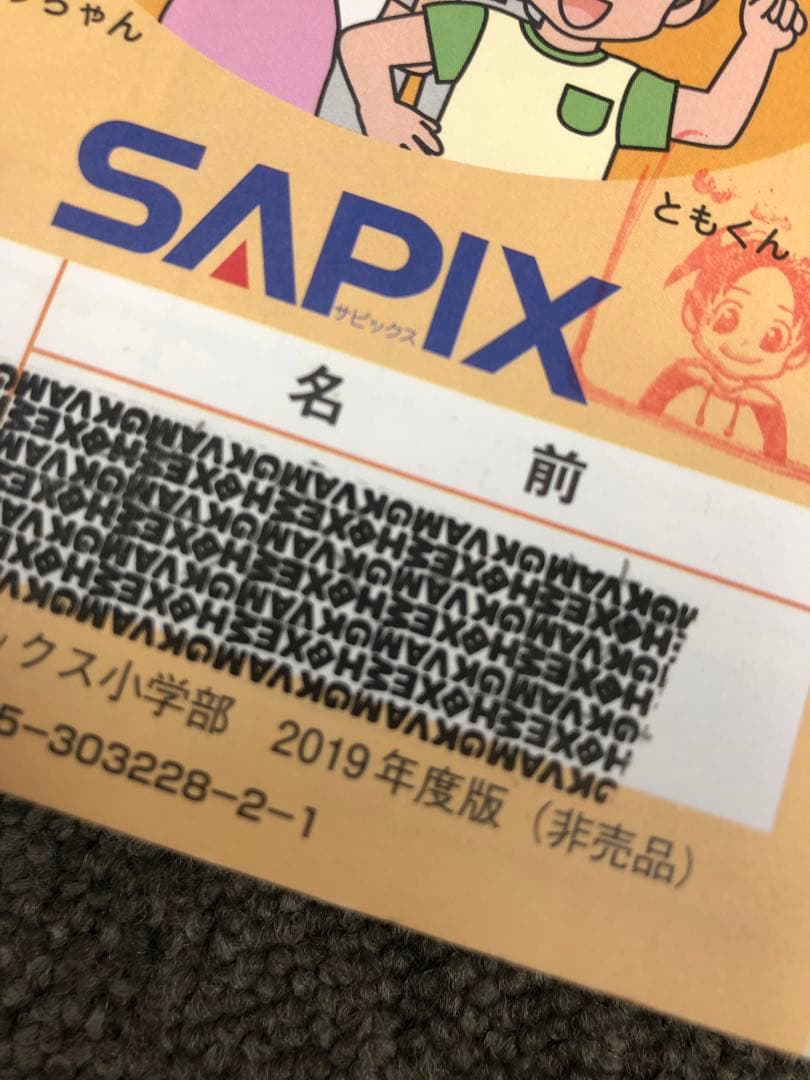 ちゃん
ともくん
SAPIX
サピックス
名前
ックス小学部 2019年度版(非売品)
5-303228-2-1